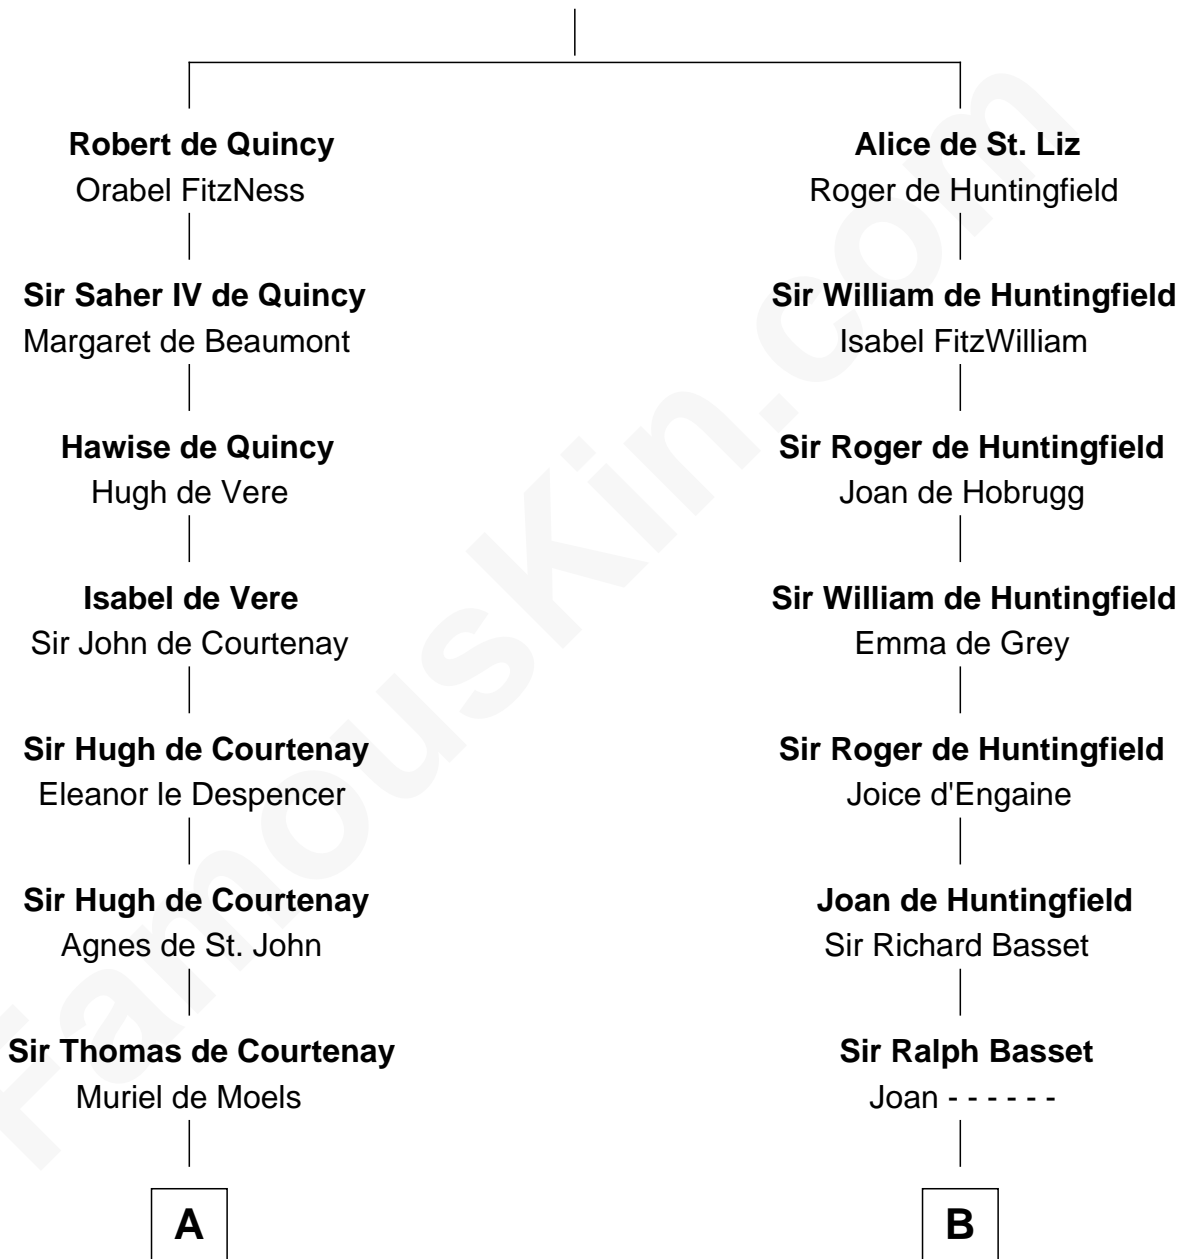 Robert de Quincy
Orabel FitzNess
Sir Saher IV de Quincy
Margaret de Beaumont
Hawise de Quincy
Hugh de Vere
Isabel de Vere
Sir John de Courtenay
Sir Hugh de Courtenay
Eleanor le Despencer
Sir Hugh de Courtenay
Agnes de St. John
Sir Thomas de Courtenay
Muriel de Moels
A
Alice de St. Liz
Roger de Huntingfield
Sir William de Huntingfield
Isabel FitzWilliam
Sir Roger de Huntingfield
Joan de Hobrugg
Sir William de Huntingfield
Emma de Grey
Sir Roger de Huntingfield
Joice d'Engaine
Joan de Huntingfield
Sir Richard Basset
Sir Ralph Basset
Joan - - - - - -
B
FamousKin.com